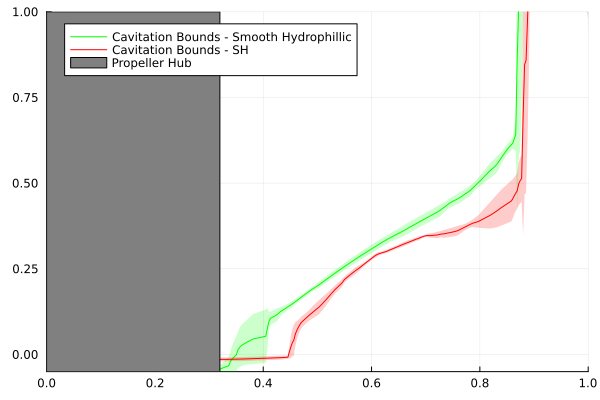 1.00
Cavitation Bounds - Smooth Hydrophillic
Cavitation Bounds - SH
Propeller Hub
0.75
0.50
0.25
0.00
0.0 0.2 0.4 0.6 0.8 1.0